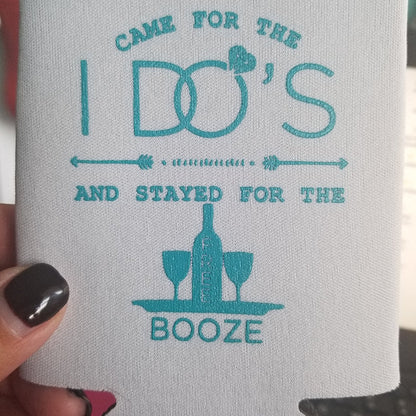 CAME FOR THE
I DO'S
AND STAYED FOR THE
BOOZE